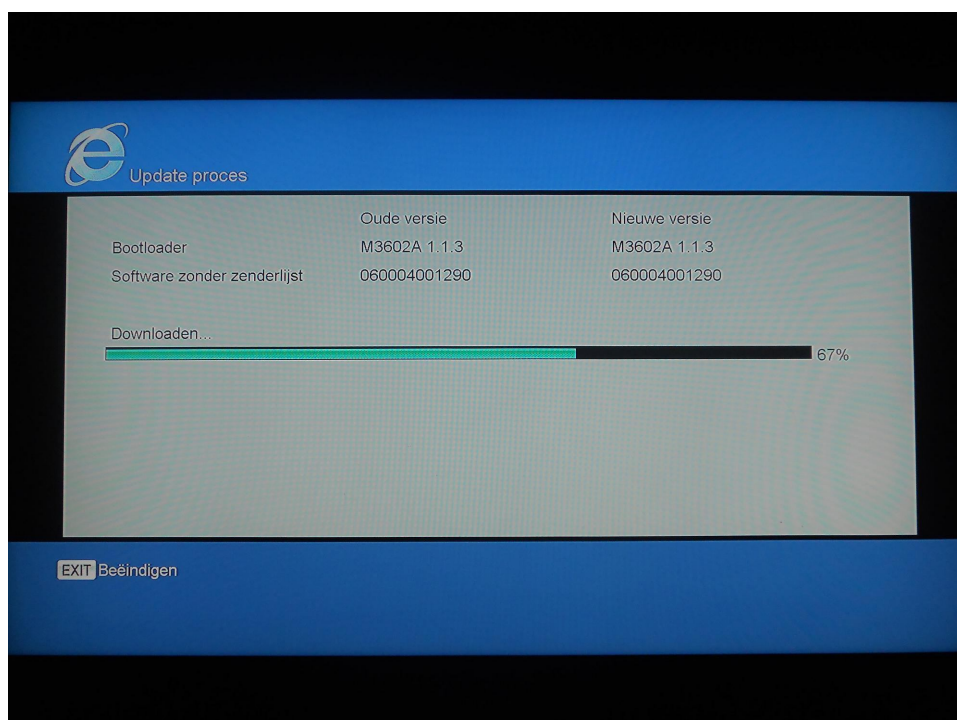 Update proces
Oude versie Nieuwe versie
Bootloader M3602A 1.1.3 M3602A 1.1.3
Software zonder zenderlijst 060004001290 060004001290
Downloaden...
67%
EXIT Beëindigen